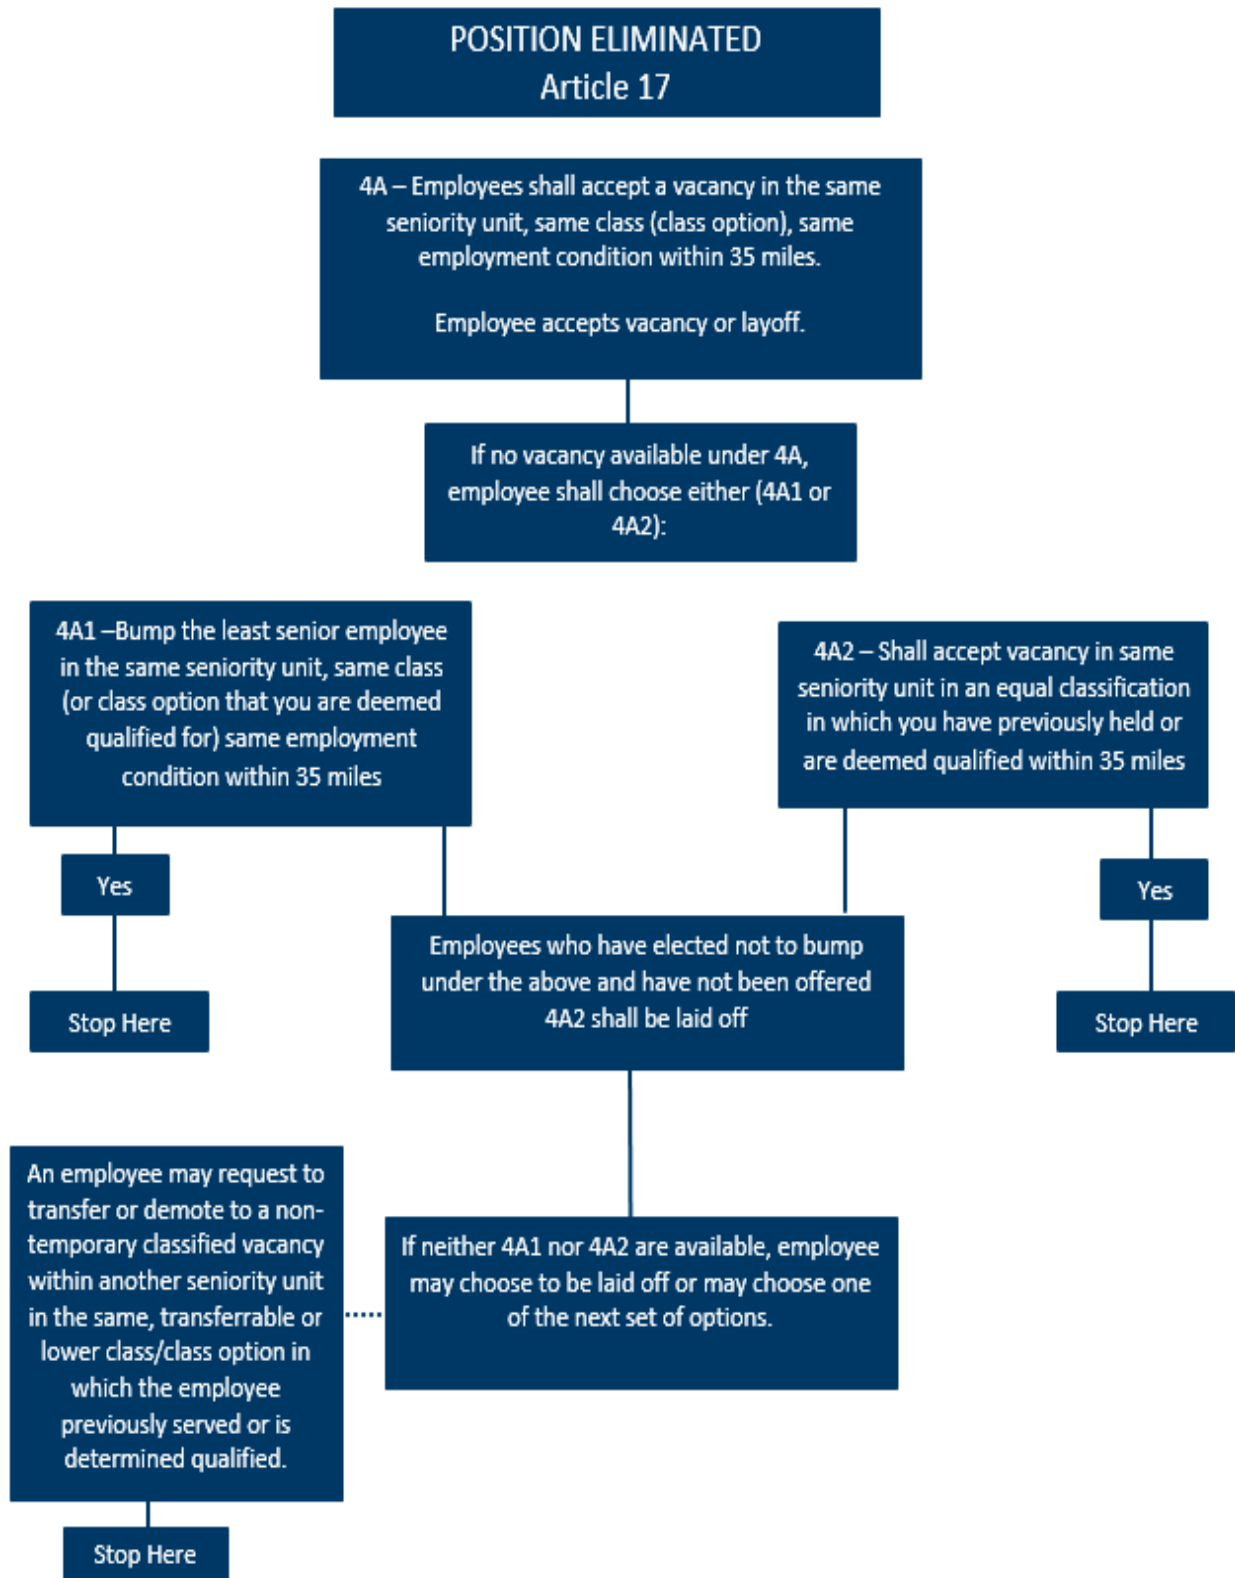 POSITION ELIMINATED
Article 17
4A – Employees shall accept a vacancy in the same
seniority unit, same class (class option), same
employment condition within 35 miles.
Employee accepts vacancy or layoff.
If no vacancy available under 4A,
employee shall choose either (4A1 or
4A2):
4A1 –Bump the least senior employee
in the same seniority unit, same class
(or class option that you are deemed
qualified for) same employment
condition within 35 miles
4A2 – Shall accept vacancy in same
seniority unit in an equal classification
in which you have previously held or
are deemed qualified within 35 miles
Yes
Yes
Employees who have elected not to bump
under the above and have not been offered
4A2 shall be laid off
Stop Here
Stop Here
An employee may request to
transfer or demote to a non-
temporary classified vacancy
within another seniority unit
in the same, transferrable or
lower class/class option in
which the employee
previously served or is
determined qualified.
If neither 4A1 nor 4A2 are available, employee
may choose to be laid off or may choose one
of the next set of options.
Stop Here